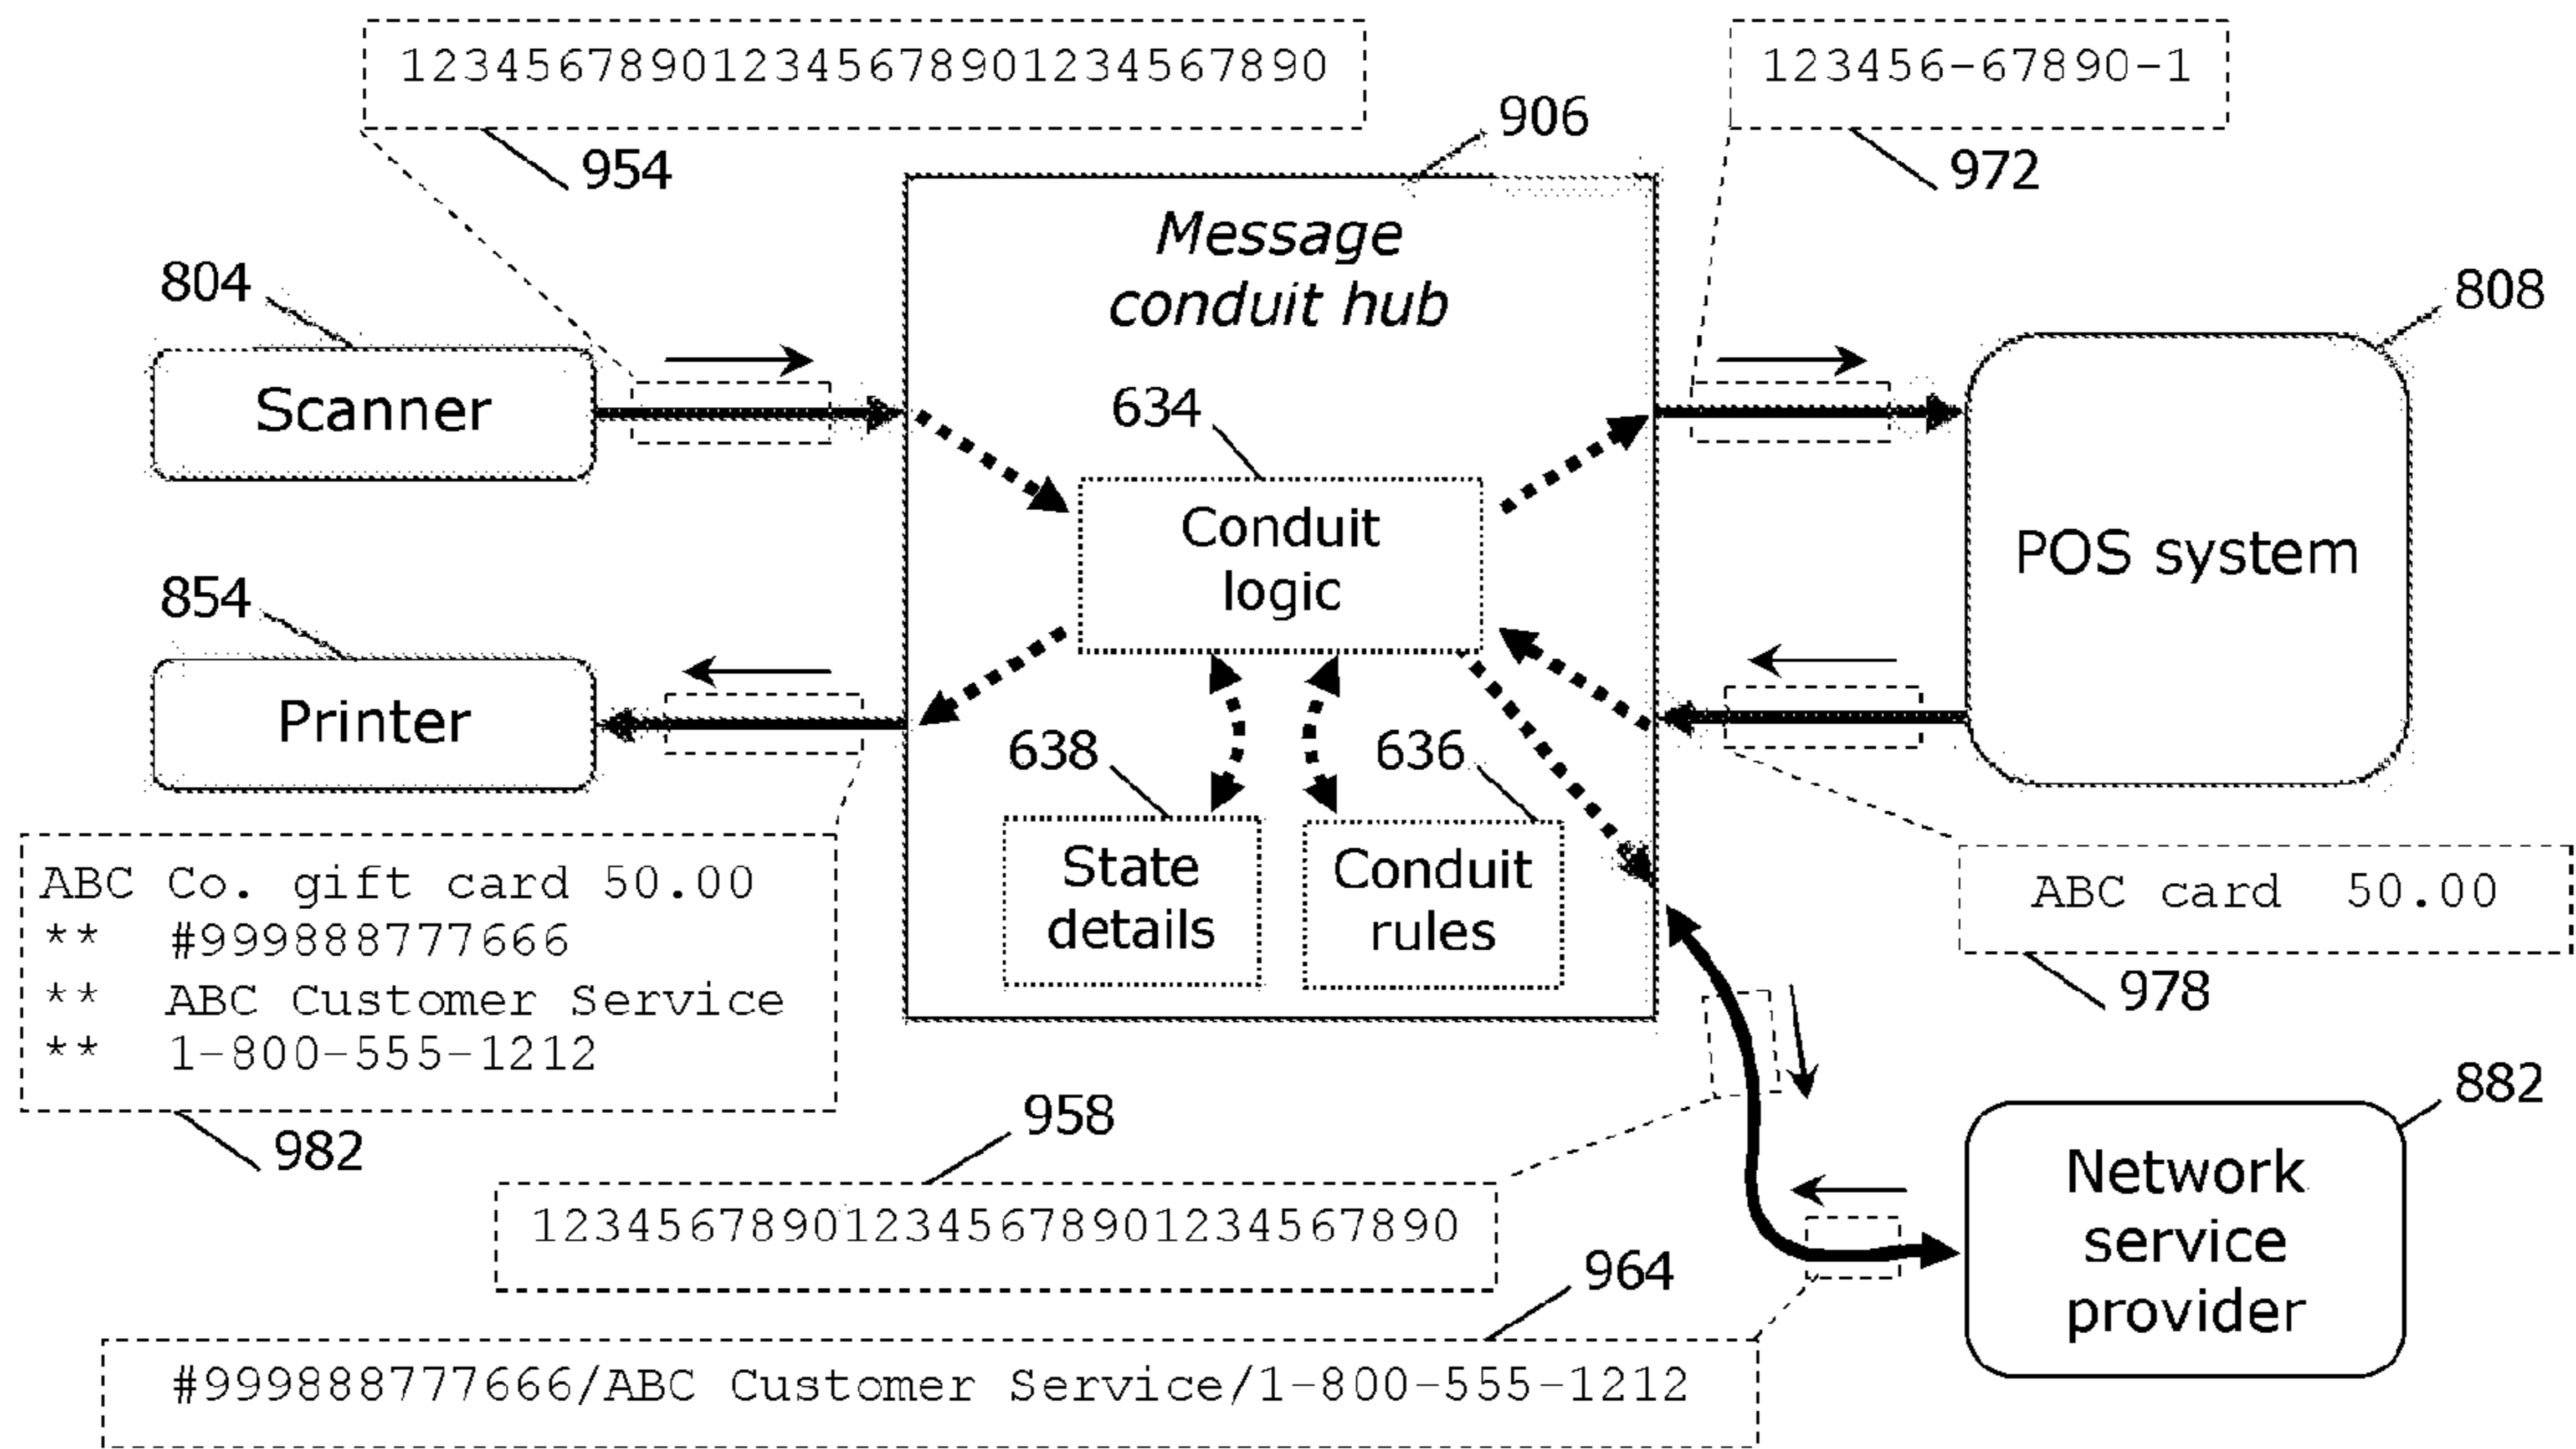 123456789012345678901234567890
954
906
123456-67890-1
972
Message
conduit hub
804
Scanner
808
POS system
634
Conduit
logic
854
Printer
638
State
details
636
Conduit
rules
ABC Co. gift card 50.00
** #999888777666
** ABC Customer Service
** 1-800-555-1212
982
ABC card 50.00
978
958
123456789012345678901234567890
882
Network
service
provider
964
#999888777666/ABC Customer Service/1-800-555-1212